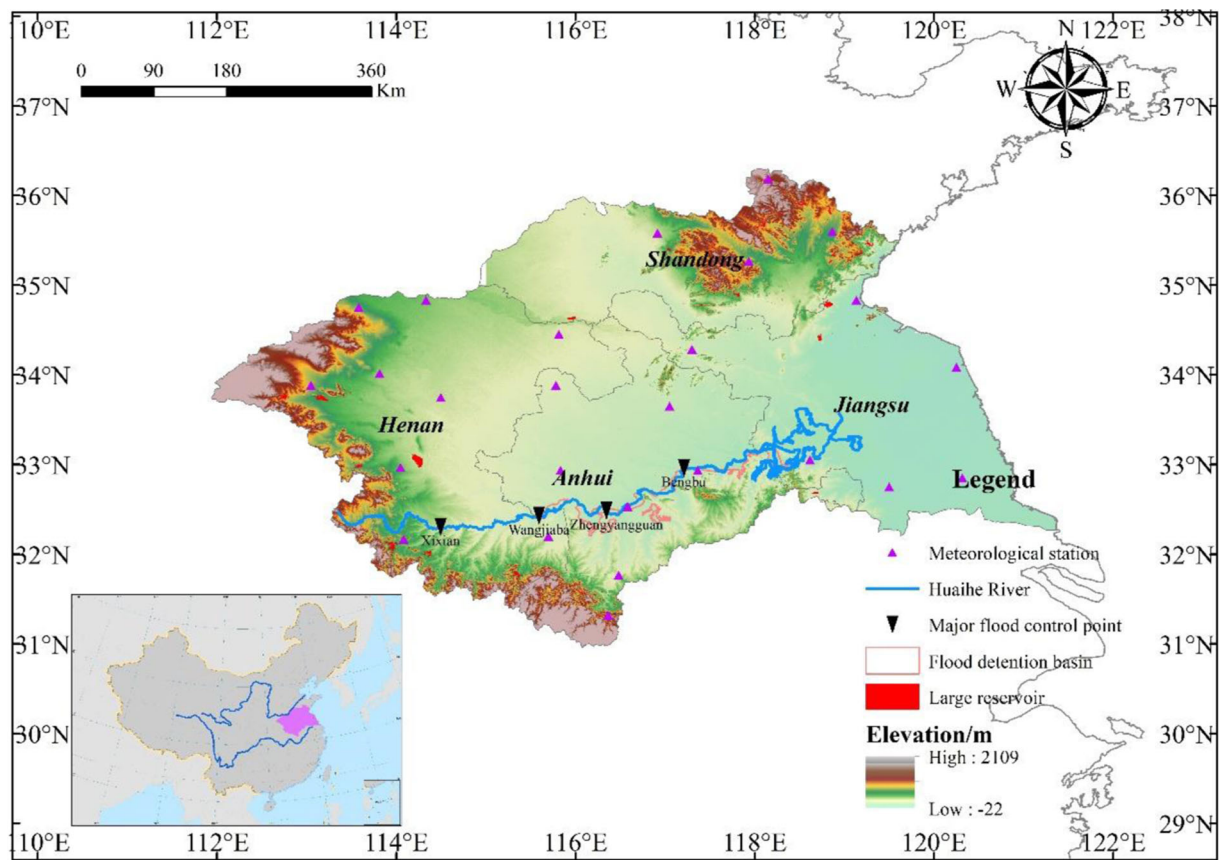 110°E 112°E 114°E 116°E 118°E 120°E 122°E
38°N
N
0 90 180 360
Km
W E
37°N 37°N
S
36°N 36°N
Shandong
35°N 35°N
34°N 34°N
Jiangsu
Henan
33°N 33°N
Anhui
Bengbu
Legend
Wangjiaba
Zhengyangguan
Xixian
32°N 32°N
Meteorological station
Huaihe River
Major flood control point
31°N 31°N
Flood detention basin
Large reservoir
30°N 30°N
Elevation/m
High : 2109
Low : -22
29°N 29°N
110°E 112°E 114°E 116°E 118°E 120°E 122°E